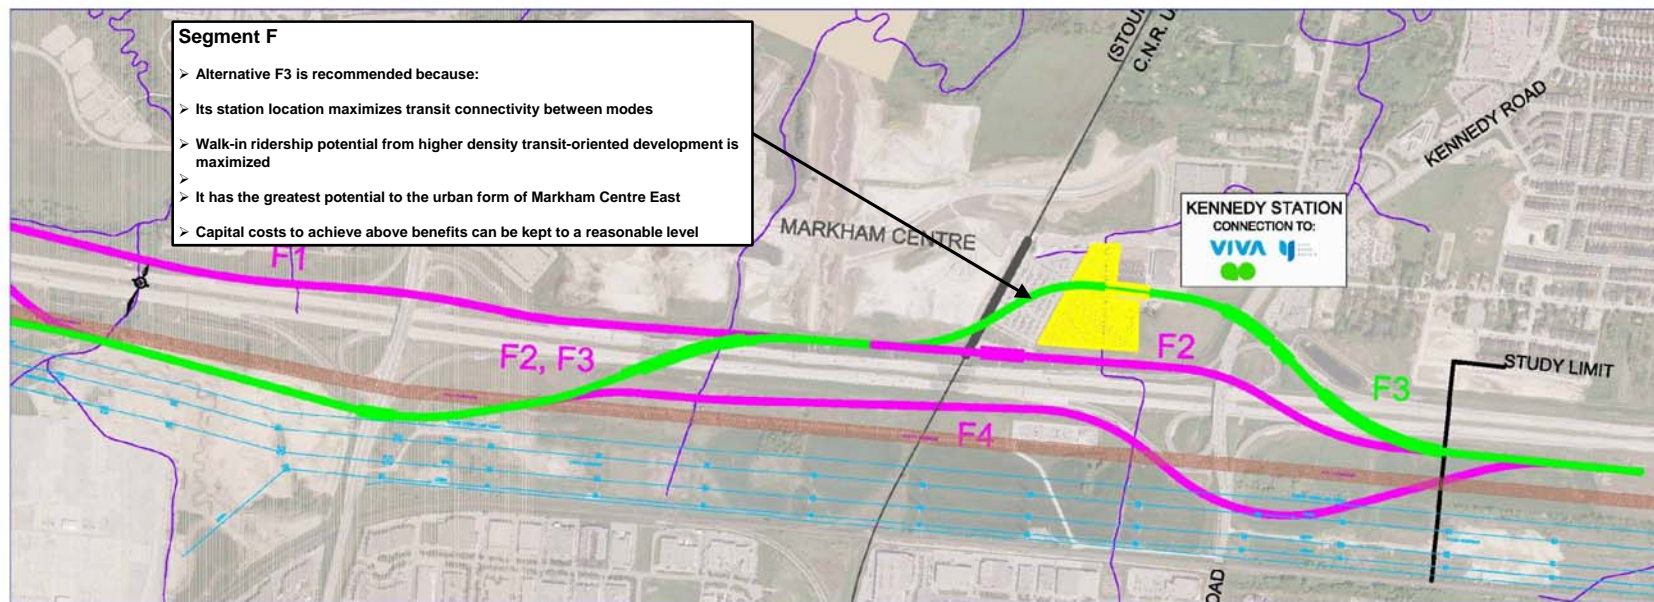 Segment F
➢ Alternative F3 is recommended because:
➢ Its station location maximizes transit connectivity between modes
➢ Walk-in ridership potential from higher density transit-oriented development is
maximized
➢
➢ It has the greatest potential to the urban form of Markham Centre East
➢ Capital costs to achieve above benefits can be kept to a reasonable level
(STOU
C.N.R. U
KENNEDY ROAD
MARKHAM CENTRE
KENNEDY STATION
CONNECTION TO:
VIVA
GO
F1
F2, F3
F2
F3
F4
STUDY LIMIT
OAD